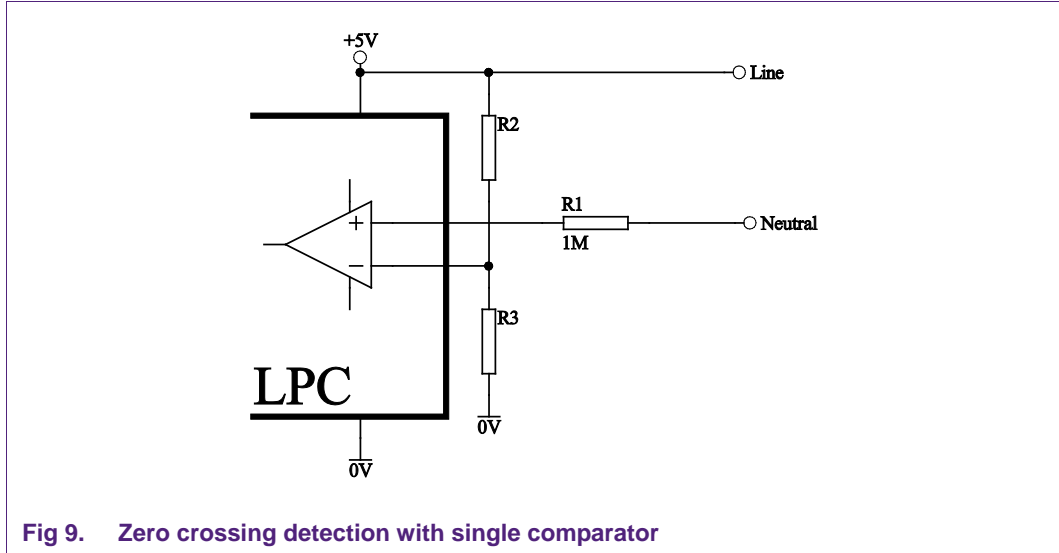 +5V
Line
R2
R1
+
Neutral
1M
−
R3
LPC
0V
0V
Fig 9. Zero crossing detection with single comparator